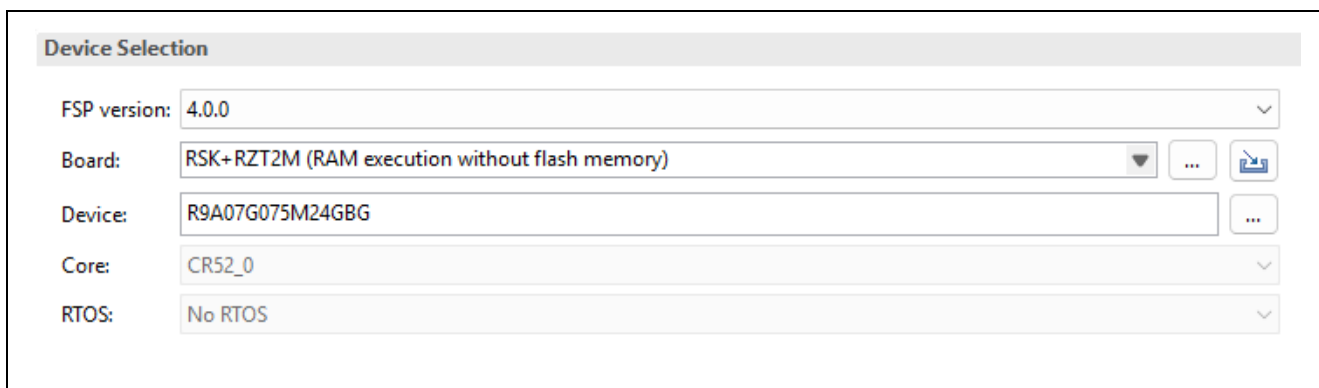 Device Selection
FSP version: 4.0.0
Board: RSK+RZT2M (RAM execution without flash memory) ...
Device: R9A07G075M24GBG ...
Core: CR52_0
RTOS: No RTOS